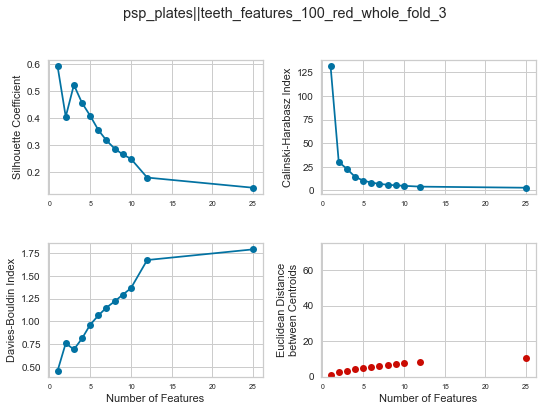 psp_plates||teeth_features_100_red_whole_fold_3
Silhouette Coefficient
0.6
0.5
0.4
0.3
0.2
0 5 10 15 20 25
Calinski-Harabasz Index
125
100
75
50
25
0
0 5 10 15 20 25
Davies-Bouldin Index
1.75
1.50
1.25
1.00
0.75
0.50
0 5 10 15 20 25
Number of Features
Euclidean Distance
between Centroids
60
40
20
0
0 5 10 15 20 25
Number of Features